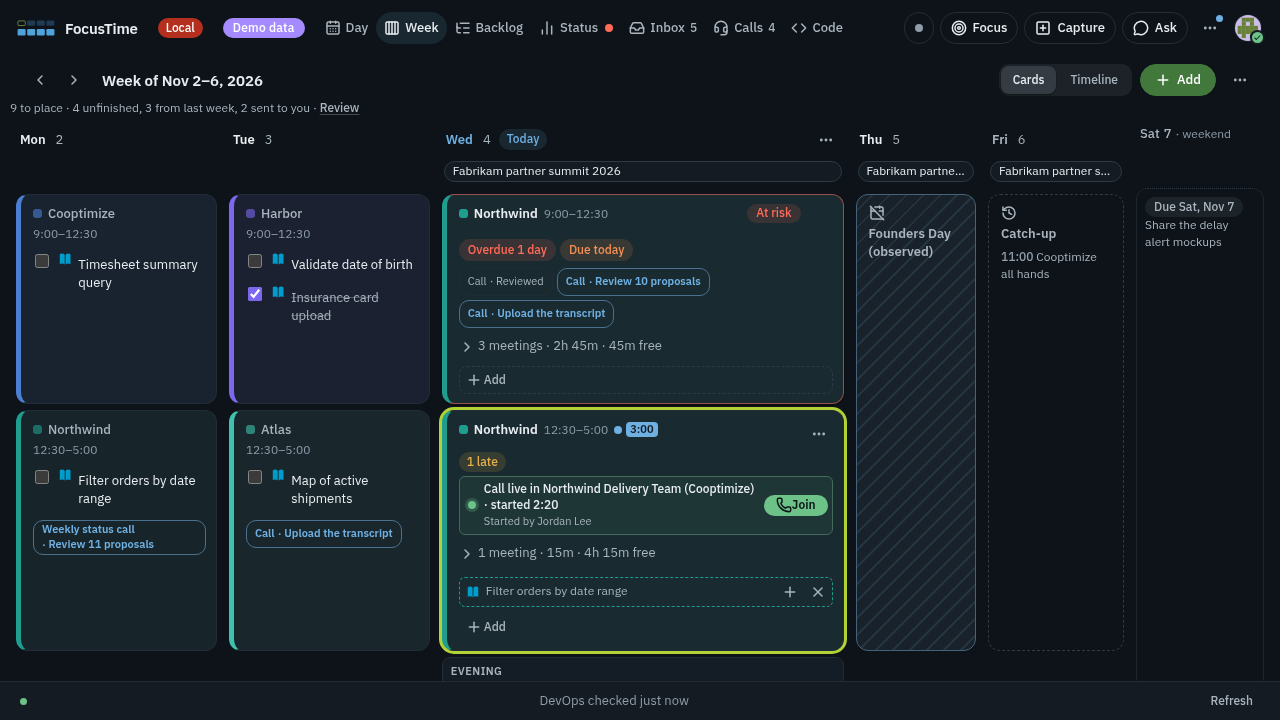 FocusTime
Local
Demo data
Day
Week
Backlog
Status
Inbox 5
Calls 4
Code
Focus
Capture
Ask
Week of Nov 2–6, 2026
Cards
Timeline
Add
9 to place · 4 unfinished, 3 from last week, 2 sent to you · Review
Mon 2
Tue 3
Wed 4 Today
Thu 5
Fri 6
Sat 7 · weekend
Fabrikam partner summit 2026
Fabrikam partne...
Fabrikam partner s...
Cooptimize
9:00–12:30
Timesheet summary
query
Harbor
9:00–12:30
Validate date of birth
Insurance card
upload
Northwind 9:00–12:30
At risk
Overdue 1 day
Due today
Call · Reviewed
Call · Review 10 proposals
Call · Upload the transcript
3 meetings · 2h 45m · 45m free
Add
Founders Day
(observed)
Catch-up
11:00 Cooptimize
all hands
Due Sat, Nov 7
Share the delay
alert mockups
Northwind
12:30–5:00
Filter orders by date
range
Weekly status call
· Review 11 proposals
Atlas
12:30–5:00
Map of active
shipments
Call · Upload the transcript
Northwind 12:30–5:00 3:00
1 late
Call live in Northwind Delivery Team (Cooptimize)
· started 2:20
Started by Jordan Lee
Join
1 meeting · 15m · 4h 15m free
Filter orders by date range
Add
EVENING
DevOps checked just now
Refresh